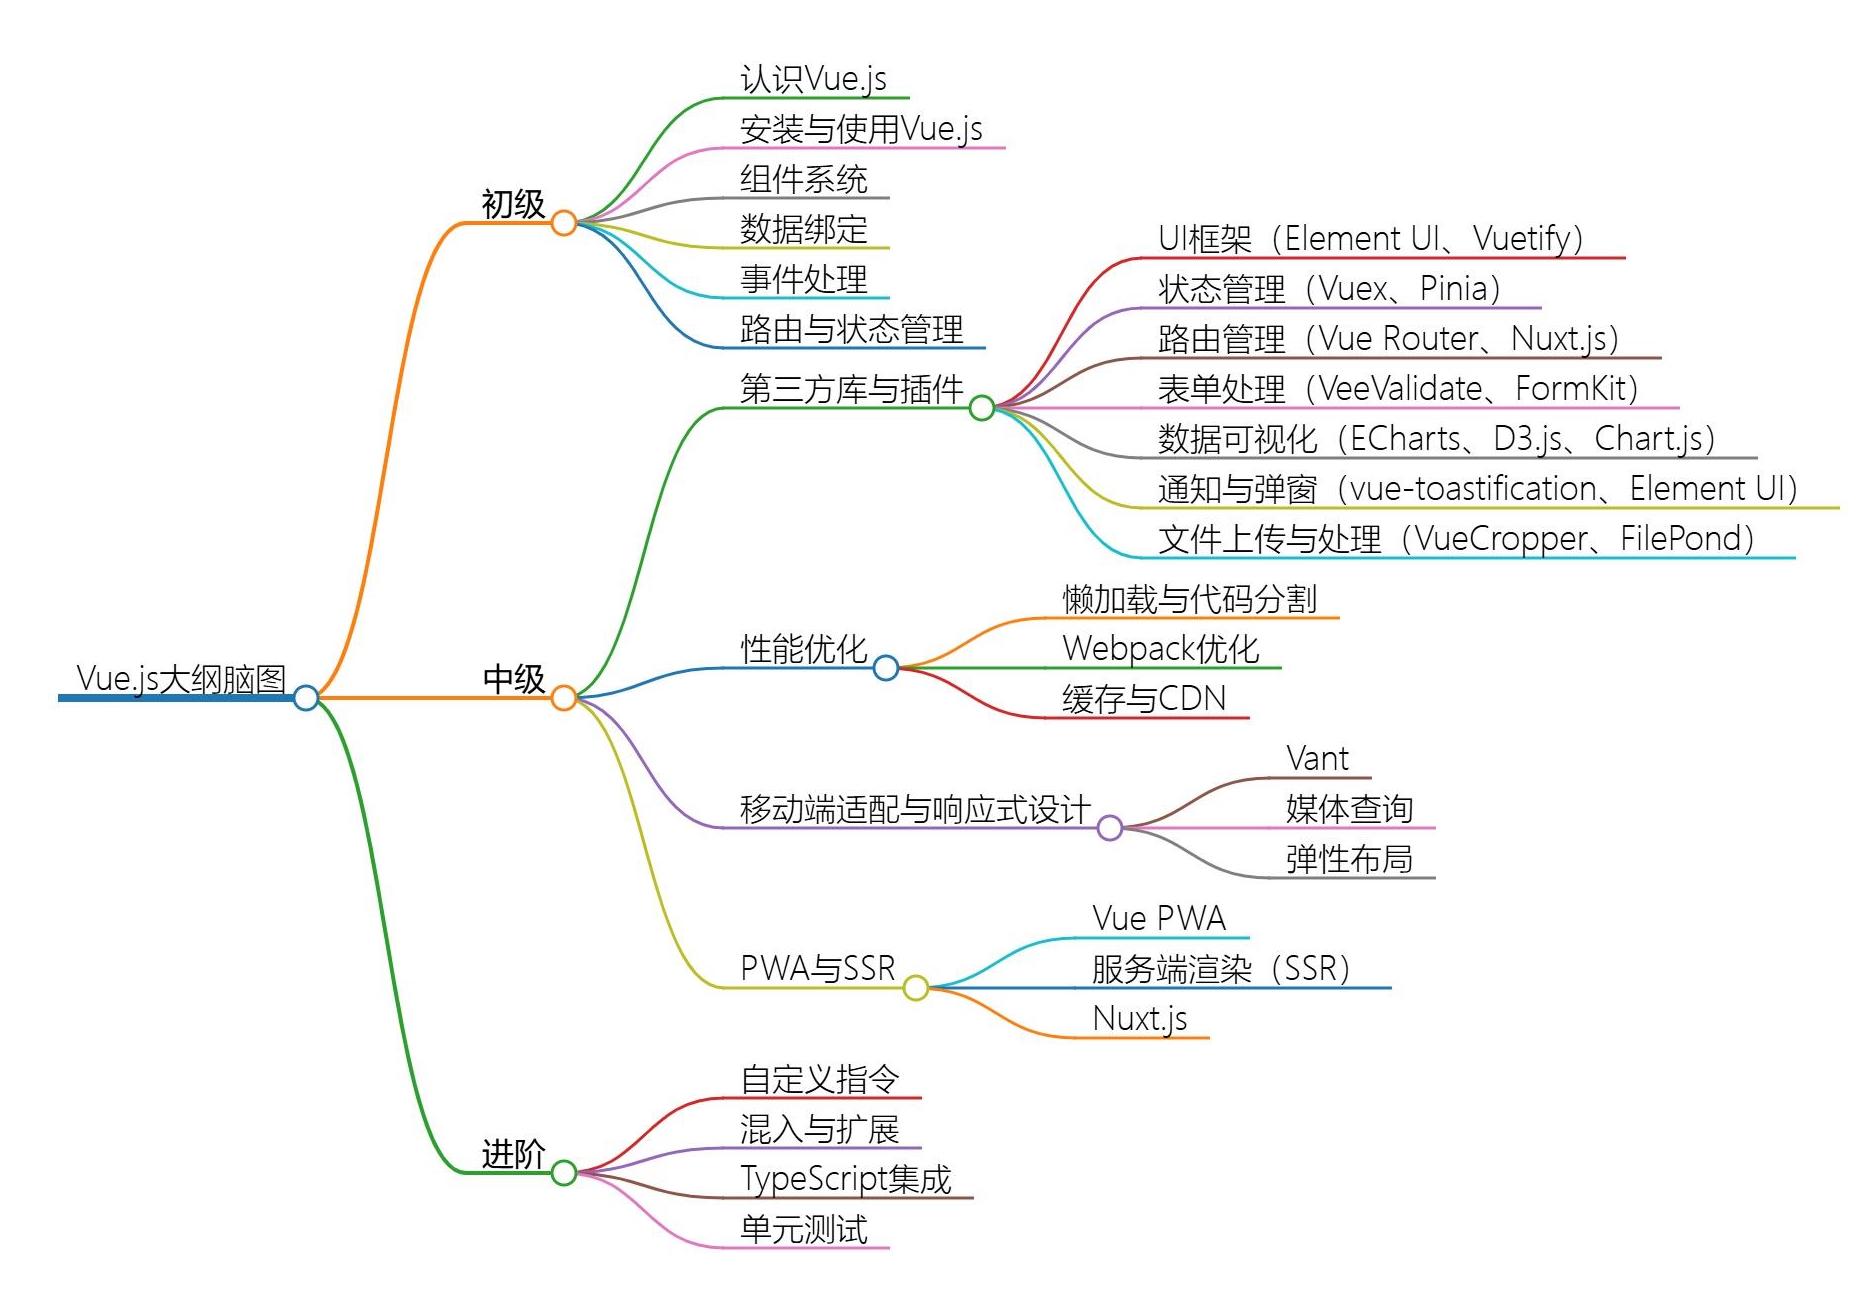 Vue.js大纲脑图
初级
认识Vue.js
安装与使用Vue.js
组件系统
数据绑定
事件处理
路由与状态管理
中级
第三方库与插件
UI框架（Element UI、Vuetify）
状态管理（Vuex、Pinia）
路由管理（Vue Router、Nuxt.js）
表单处理（VeeValidate、FormKit）
数据可视化（ECharts、D3.js、Chart.js）
通知与弹窗（vue-toastification、Element UI）
文件上传与处理（VueCropper、FilePond）
性能优化
懒加载与代码分割
Webpack优化
缓存与CDN
移动端适配与响应式设计
Vant
媒体查询
弹性布局
PWA与SSR
Vue PWA
服务端渲染（SSR）
Nuxt.js
进阶
自定义指令
混入与扩展
TypeScript集成
单元测试